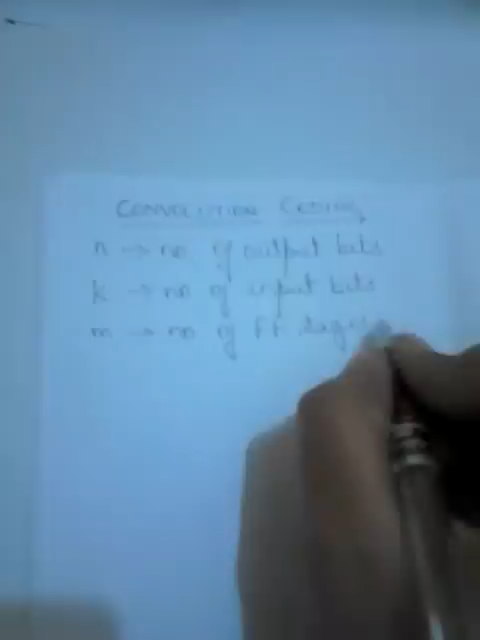 CONVOLUTION CODING
n → no of output bits
k → no of input bits
m → no of FF